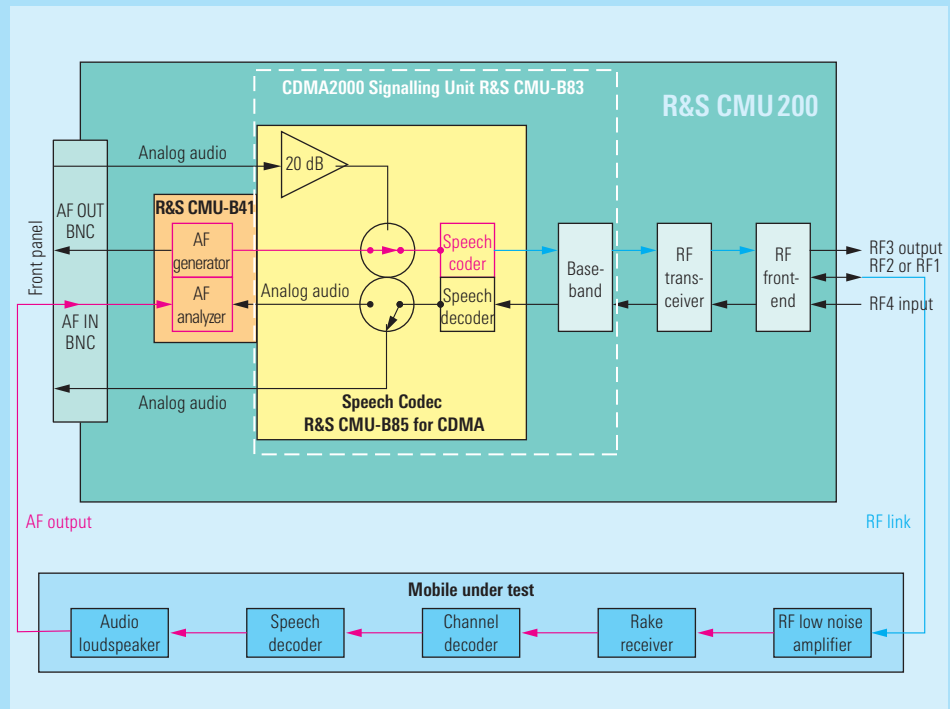 CDMA2000 Signalling Unit R&S CMU-B83
R&S CMU 200
Analog audio
20 dB
Front panel
AF OUT
BNC
AF IN
BNC
R&S CMU-B41
AF
generator
AF
analyzer
Analog audio
Speech
coder
Speech
decoder
Base-
band
RF
trans-
ceiver
RF
front-
end
RF3 output
RF2 or RF1
RF4 input
Analog audio
Speech Codec
R&S CMU-B85 for CDMA
AF output
RF link
Mobile under test
Audio
loudspeaker
Speech
decoder
Channel
decoder
Rake
receiver
RF low noise
amplifier